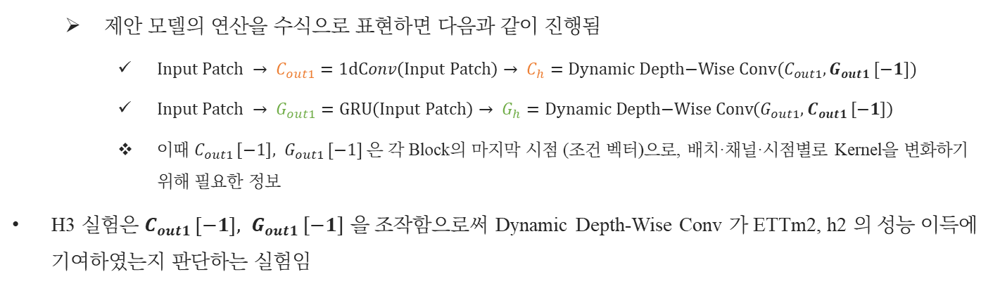 ➢ 제안 모델의 연산을 수식으로 표현하면 다음과 같이 진행됨
✓ Input Patch → C_out1 = 1dConv(Input Patch) → C_h = Dynamic Depth−Wise Conv(C_out1, G_out1 [−1])
✓ Input Patch → G_out1 = GRU(Input Patch) → G_h = Dynamic Depth−Wise Conv(G_out1, C_out1 [−1])
❖ 이때 C_out1 [−1], G_out1 [−1] 은 각 Block의 마지막 시점 (조건 벡터)으로, 배치·채널·시점별로 Kernel을 변화하기
위해 필요한 정보
• H3 실험은 C_out1 [−1], G_out1 [−1] 을 조작함으로써 Dynamic Depth-Wise Conv 가 ETTm2, h2 의 성능 이득에
기여하였는지 판단하는 실험임